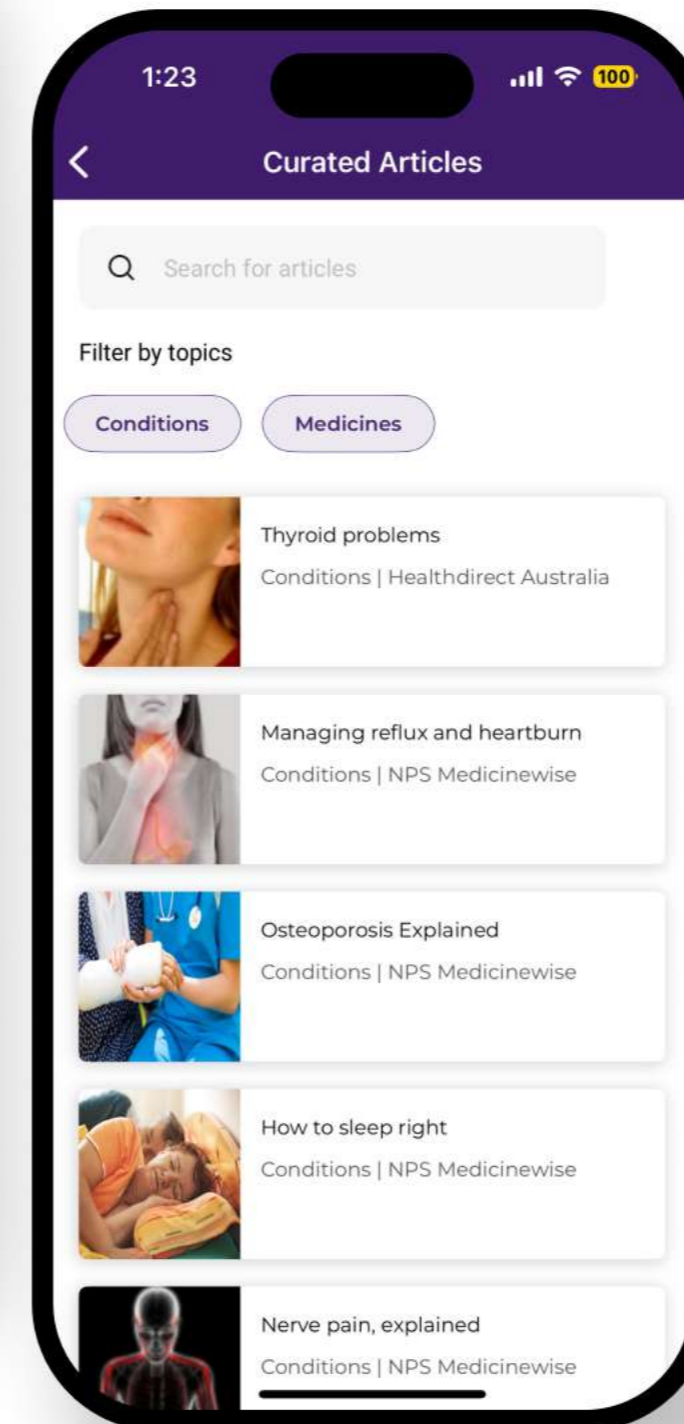 1:23
100
Curated Articles
Search for articles
Filter by topics
Conditions
Medicines
Thyroid problems
Conditions | Healthdirect Australia
Managing reflux and heartburn
Conditions | NPS Medicinewise
Osteoporosis Explained
Conditions | NPS Medicinewise
How to sleep right
Conditions | NPS Medicinewise
Nerve pain, explained
Conditions | NPS Medicinewise